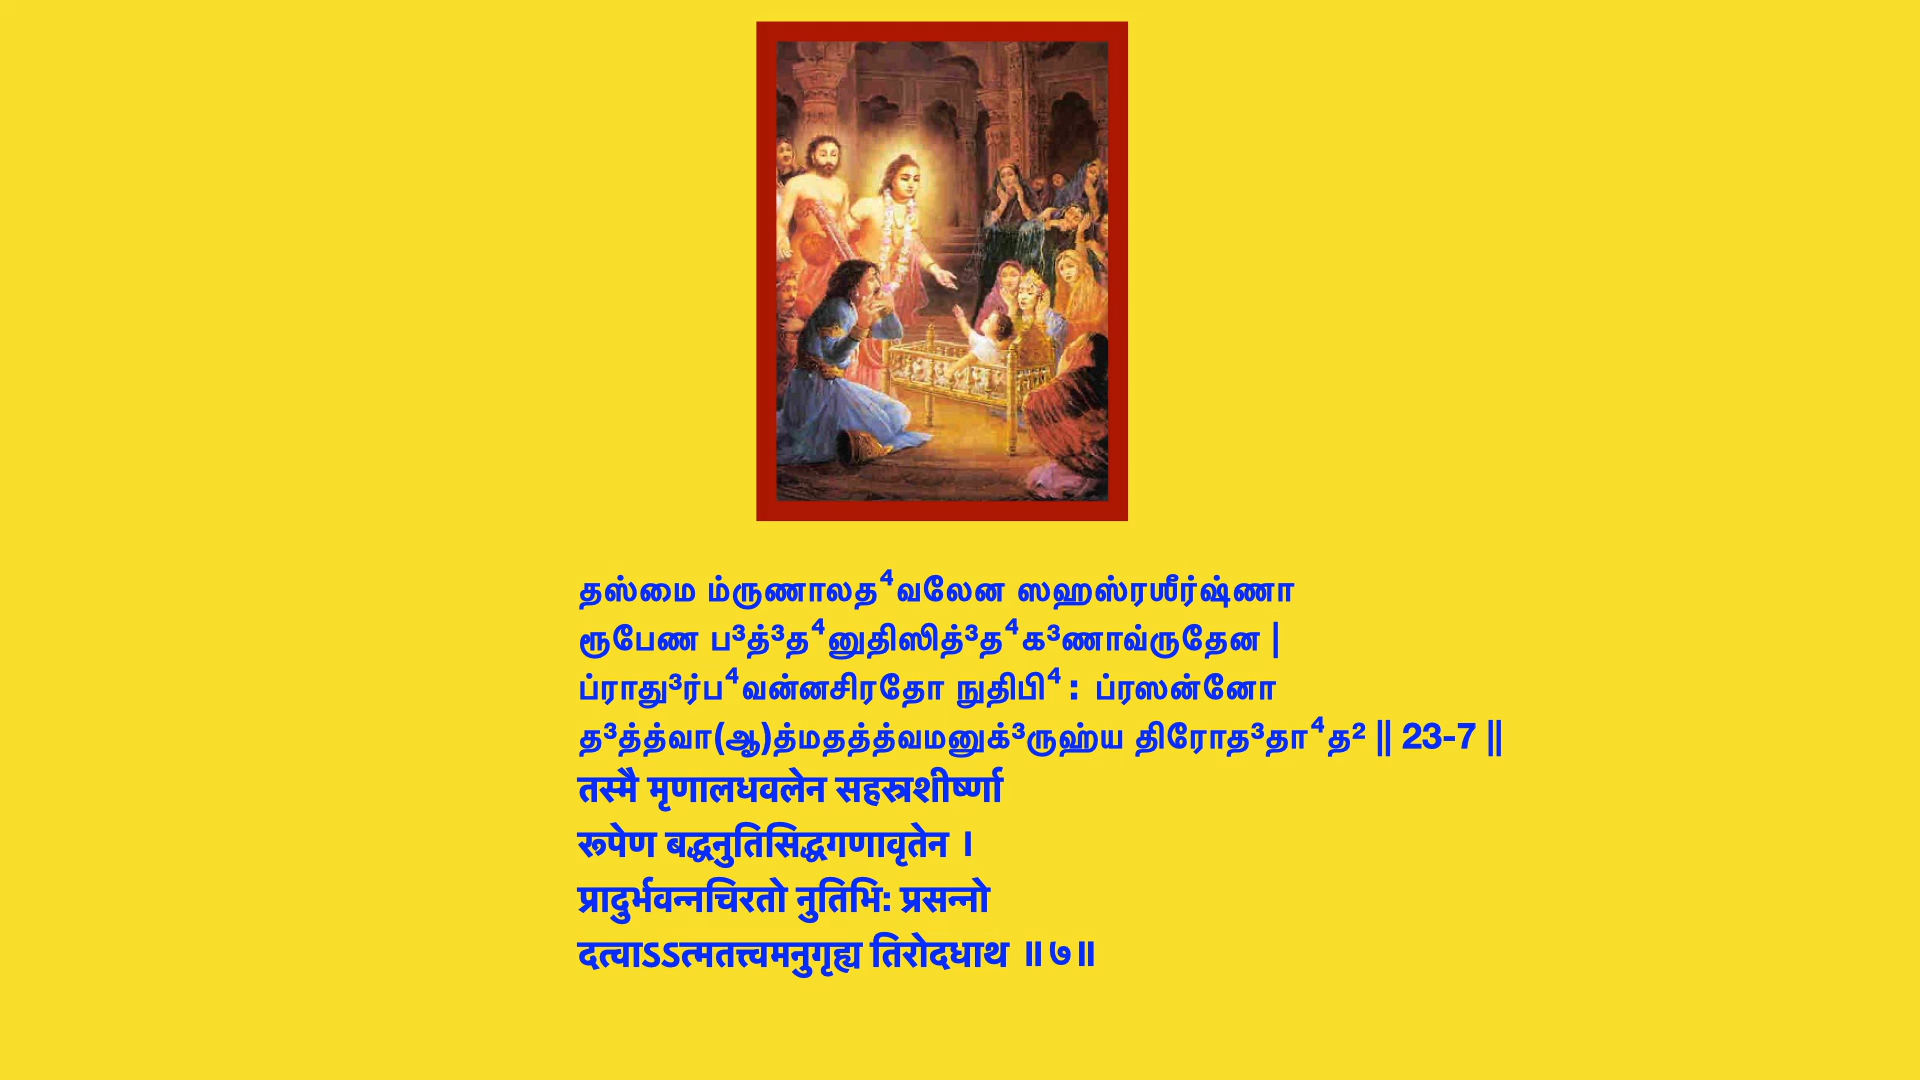 தஸ்மை ம்ருணாலத⁴வலேன ஸஹஸ்ரஶீர்ஷ்ணா
ரூபேண ப³த்³த⁴னுதிஸித்³த⁴க³ணாவ்ருதேன |
ப்ராது³ர்ப⁴வன்னசிரதோ நுதிபி⁴: ப்ரஸன்னோ
த³த்த்வா(ஆ)த்மதத்த்வமனுக்³ருஹ்ய திரோத³தா⁴த² || 23-7 ||
तस्मै मृणालधवलेन सहस्रशीर्ष्णा
रूपेण बद्धनुतिसिद्धगणावृतेन ।
प्रादुर्भवन्नचिरतो नुतिभि: प्रसन्नो
दत्वाऽऽत्मतत्त्वमनुगृह्य तिरोदधाथ ॥७॥